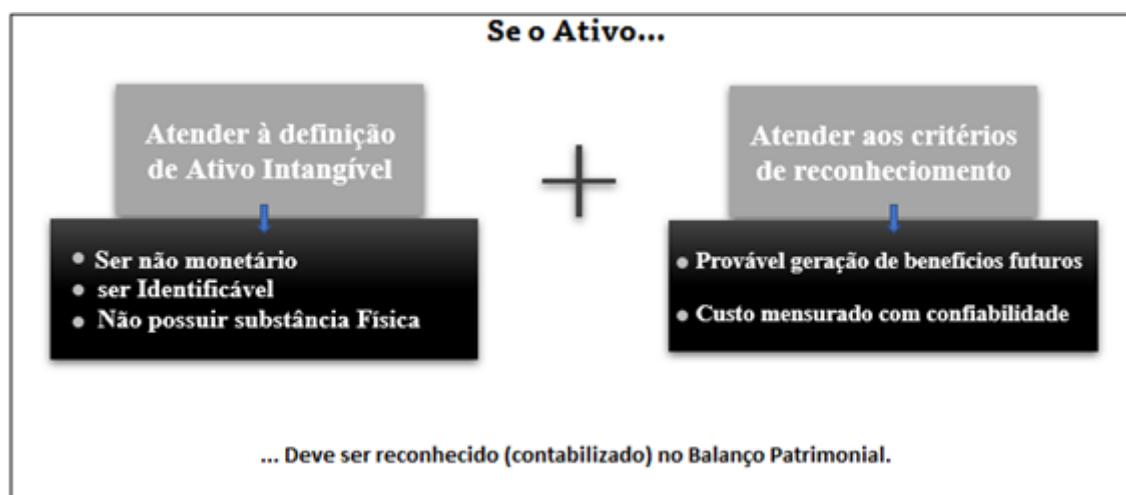 Se o Ativo...
Atender à definição
de Ativo Intangível
Ser não monetário
ser Identificável
Não possuir substância Física
Atender aos critérios
de reconheciomento
Provável geração de benefícios futuros
Custo mensurado com confiabilidade
... Deve ser reconhecido (contabilizado) no Balanço Patrimonial.